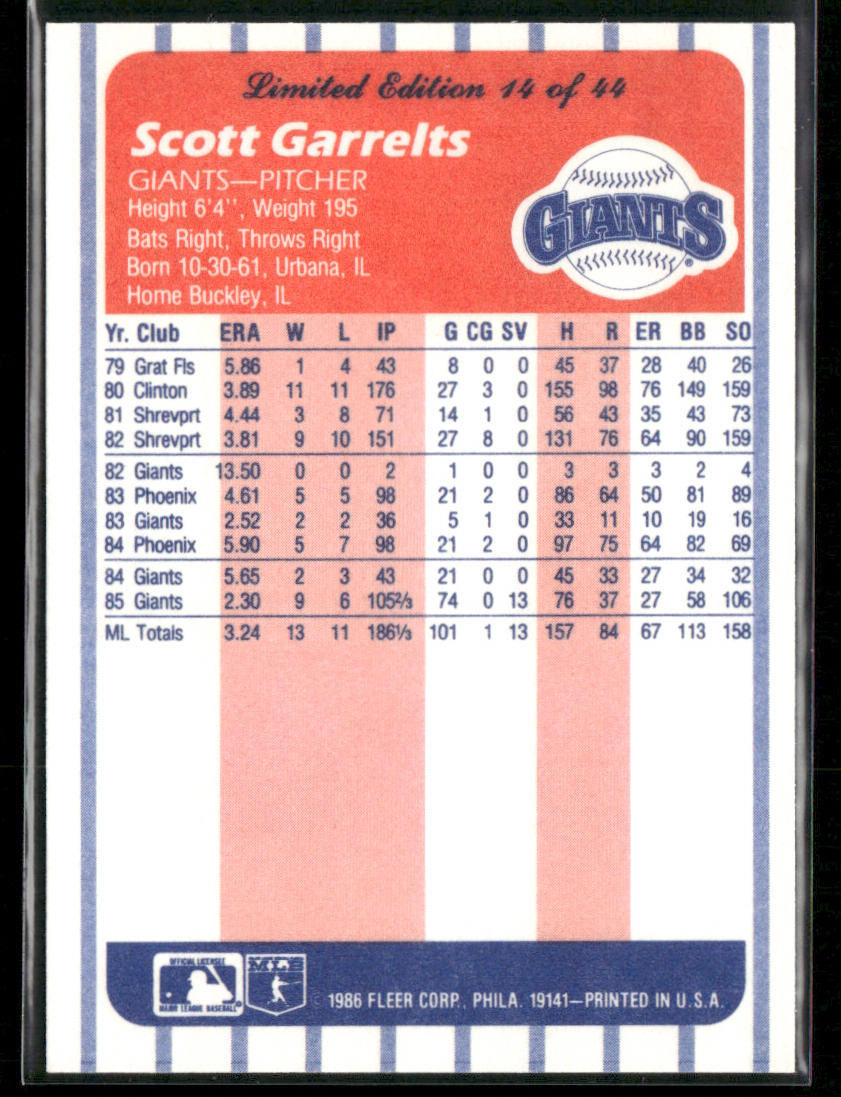 Limited Edition 14 of 44
Scott Garrelts
GIANTS—PITCHER
Height 6'4'', Weight 195
Bats Right, Throws Right
Born 10-30-61, Urbana, IL
Home Buckley, IL
GIANTS®
Yr. Club ERA W L IP G CG SV H R ER BB SO
79 Grat Fls 5.86 1 4 43 8 0 0 45 37 28 40 26
80 Clinton 3.89 11 11 176 27 3 0 155 98 76 149 159
81 Shrevprt 4.44 3 8 71 14 1 0 56 43 35 43 73
82 Shrevprt 3.81 9 10 151 27 8 0 131 76 64 90 159
82 Giants 13.50 0 0 2 1 0 0 3 3 3 2 4
83 Phoenix 4.61 5 5 98 21 2 0 86 64 50 81 89
83 Giants 2.52 2 2 36 5 1 0 33 11 10 19 16
84 Phoenix 5.90 5 7 98 21 2 0 97 75 64 82 69
84 Giants 5.65 2 3 43 21 0 0 45 33 27 34 32
85 Giants 2.30 9 6 105⅔ 74 0 13 76 37 27 58 106
ML Totals 3.24 13 11 186⅓ 101 1 13 157 84 67 113 158
OFFICIAL LICENSEE
MAJOR LEAGUE BASEBALL
© 1986 FLEER CORP., PHILA. 19141—PRINTED IN U.S.A.